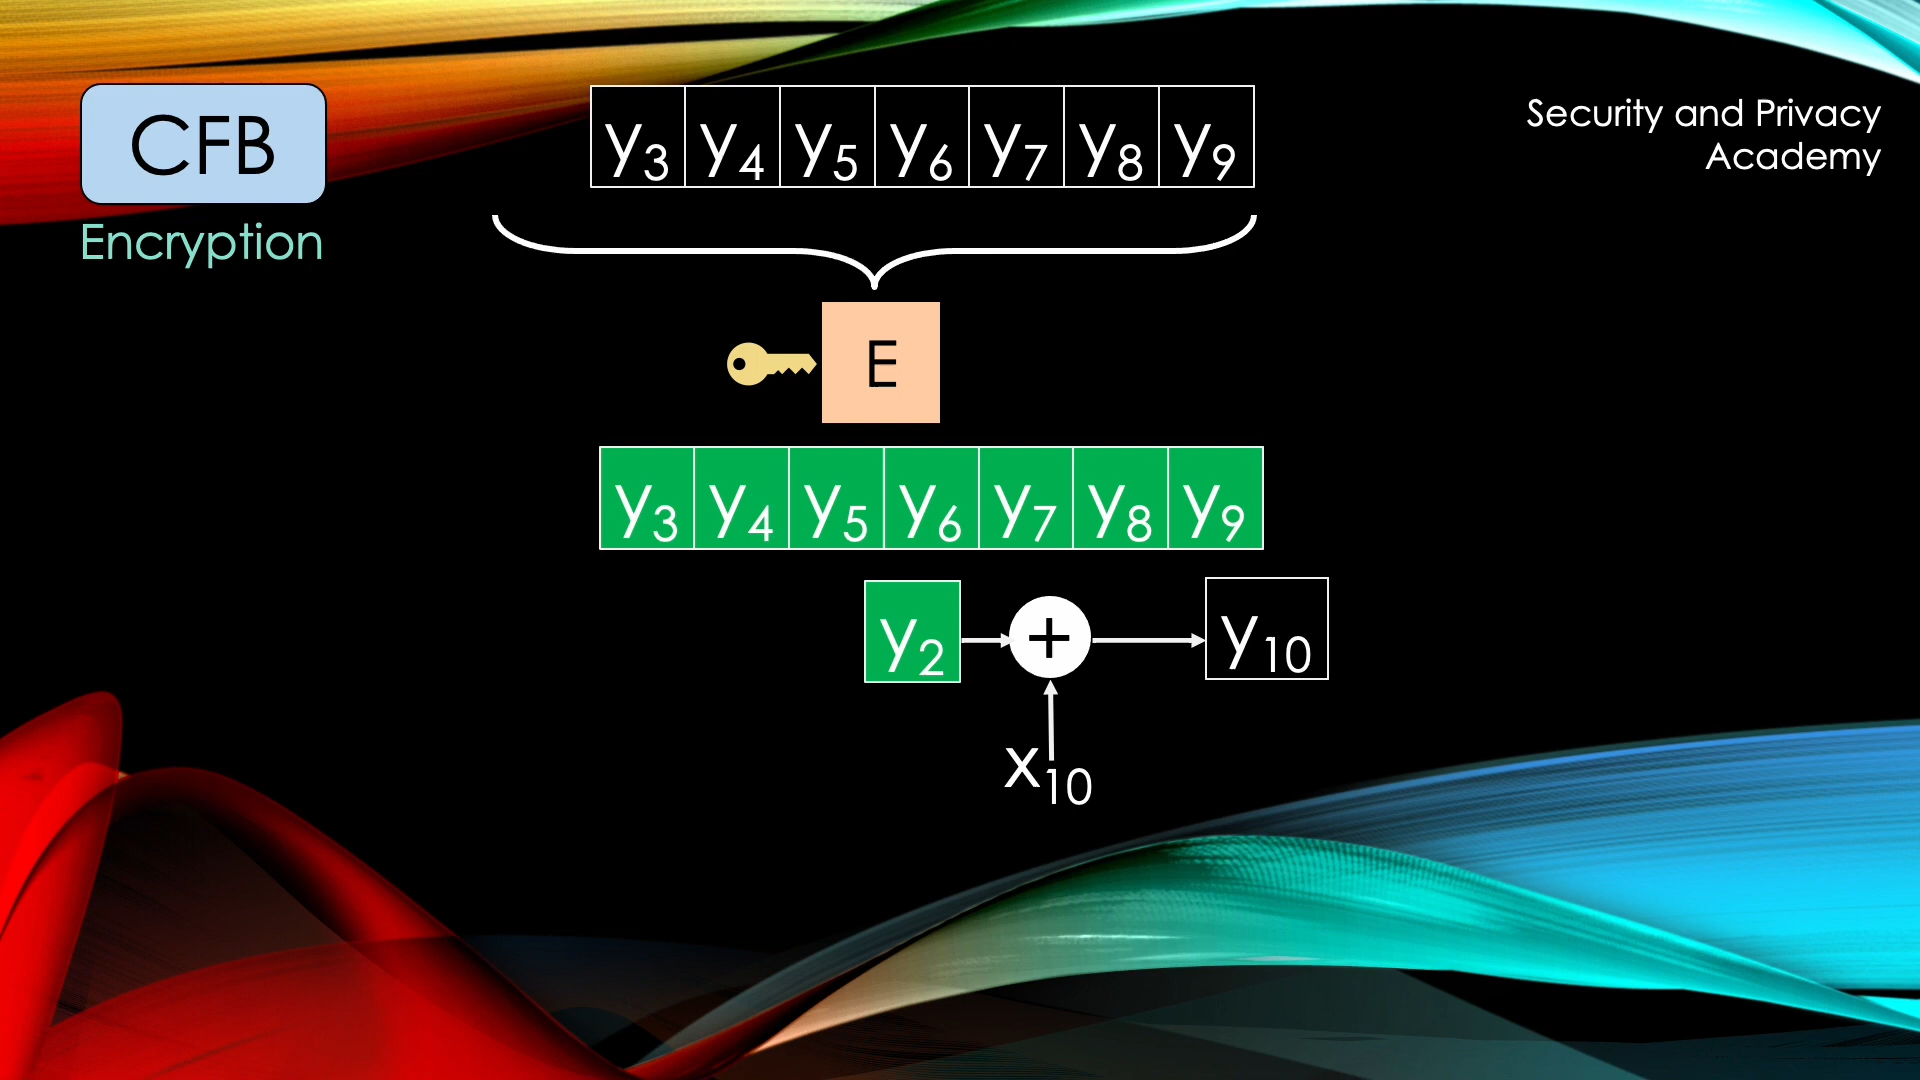 CFB
Encryption
y3 y4 y5 y6 y7 y8 y9
Security and Privacy
Academy
E
y3 y4 y5 y6 y7 y8 y9
y2 + y10
x10